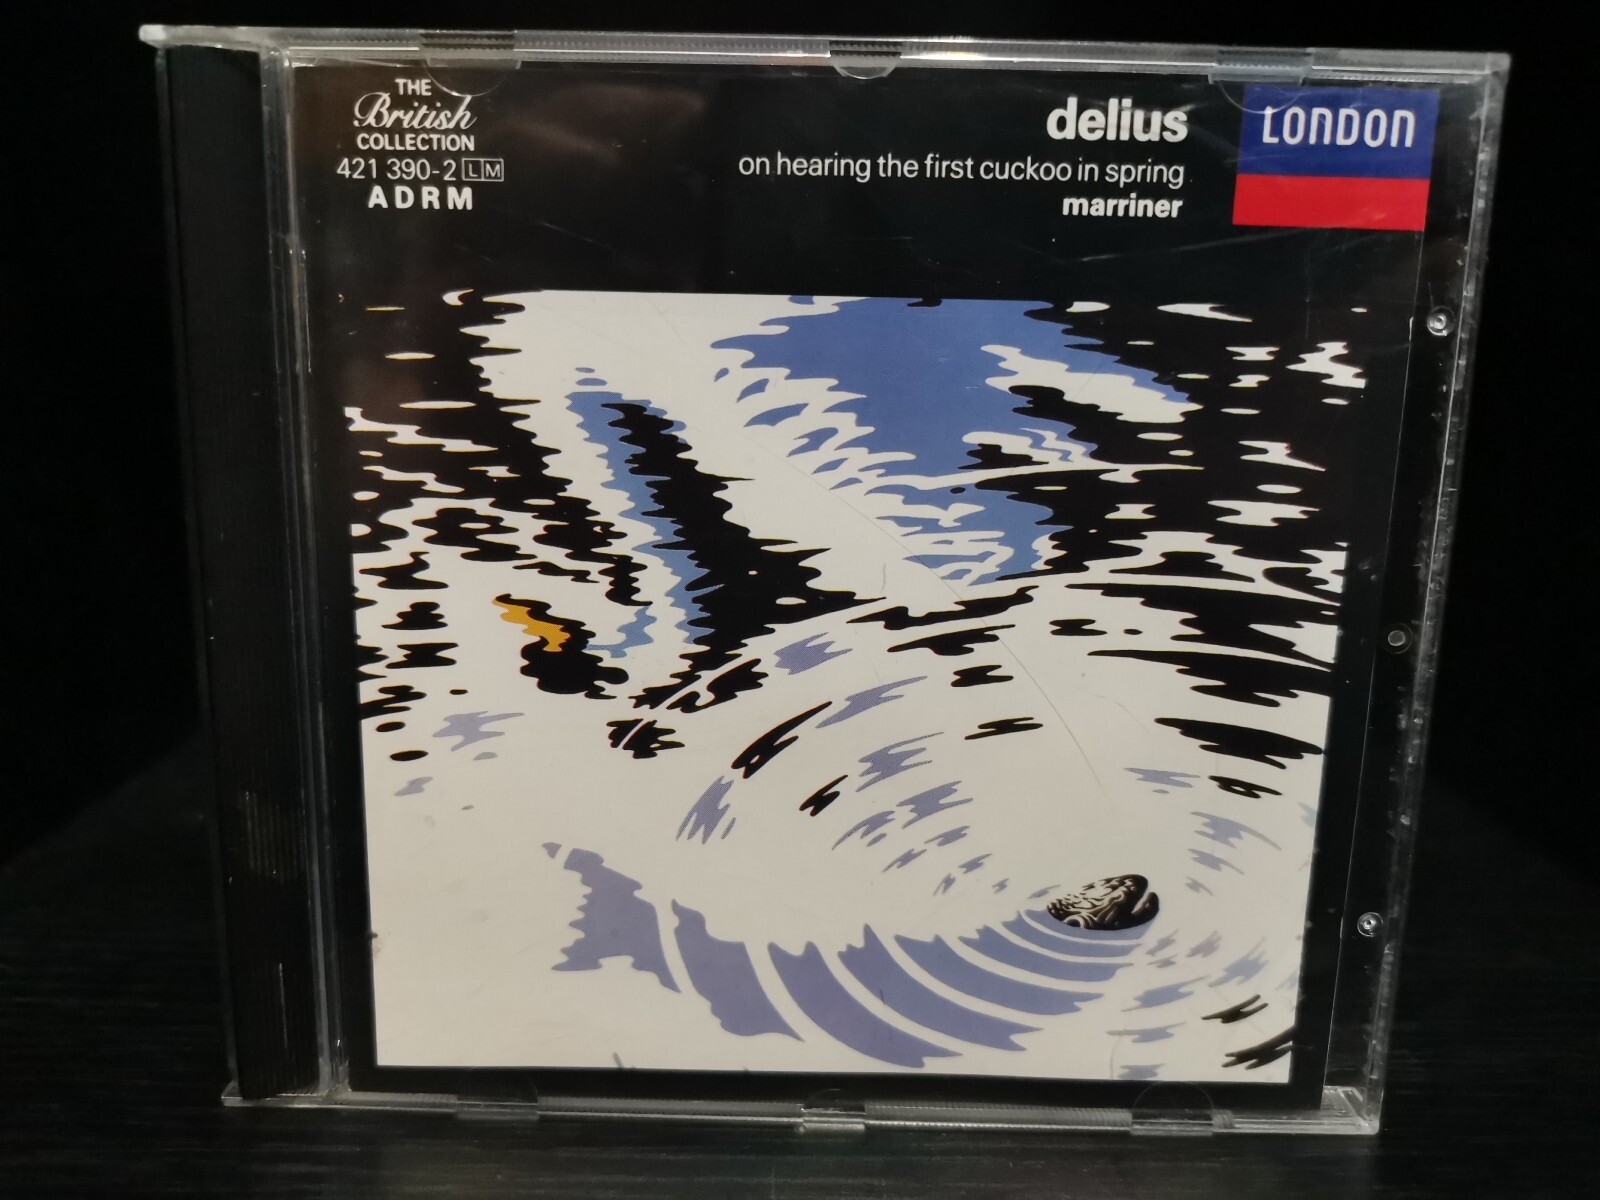 THE
British
COLLECTION
421 390-2 LM
ADRM
delius
on hearing the first cuckoo in spring
marriner
LONDON